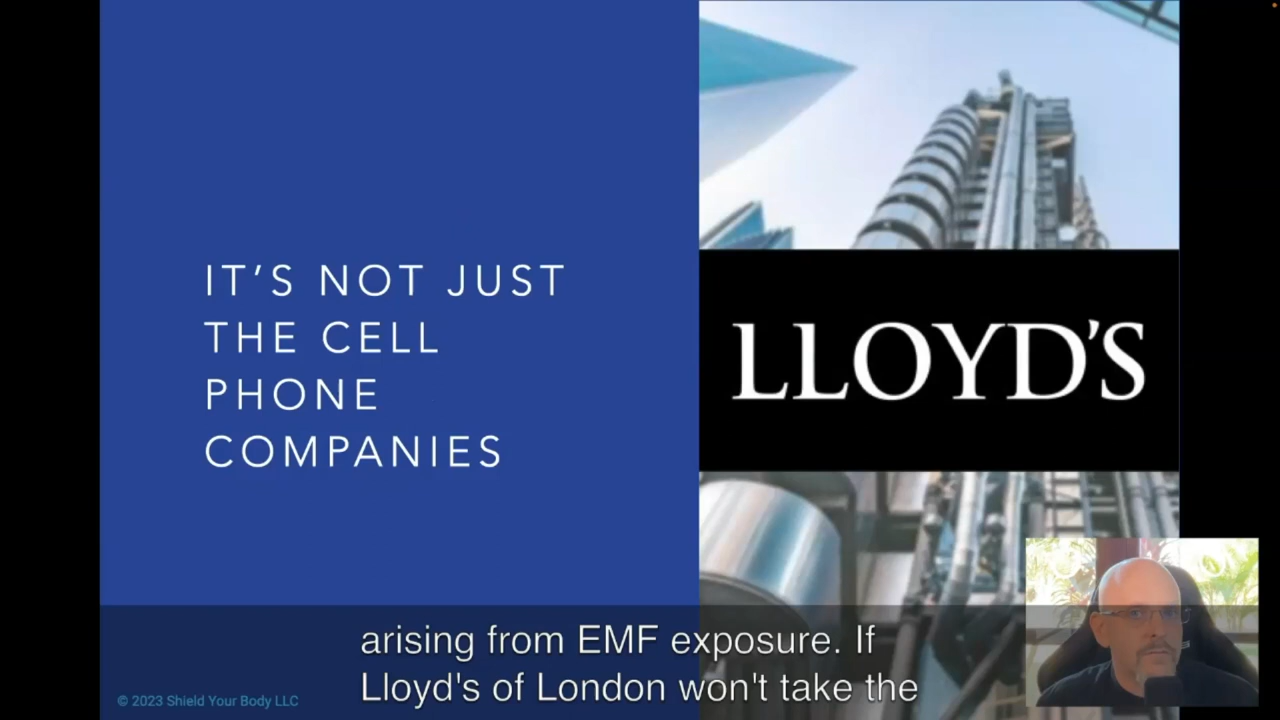 IT’S NOT JUST
THE CELL
PHONE
COMPANIES
LLOYD’S
arising from EMF exposure. If
Lloyd's of London won't take the
© 2023 Shield Your Body LLC